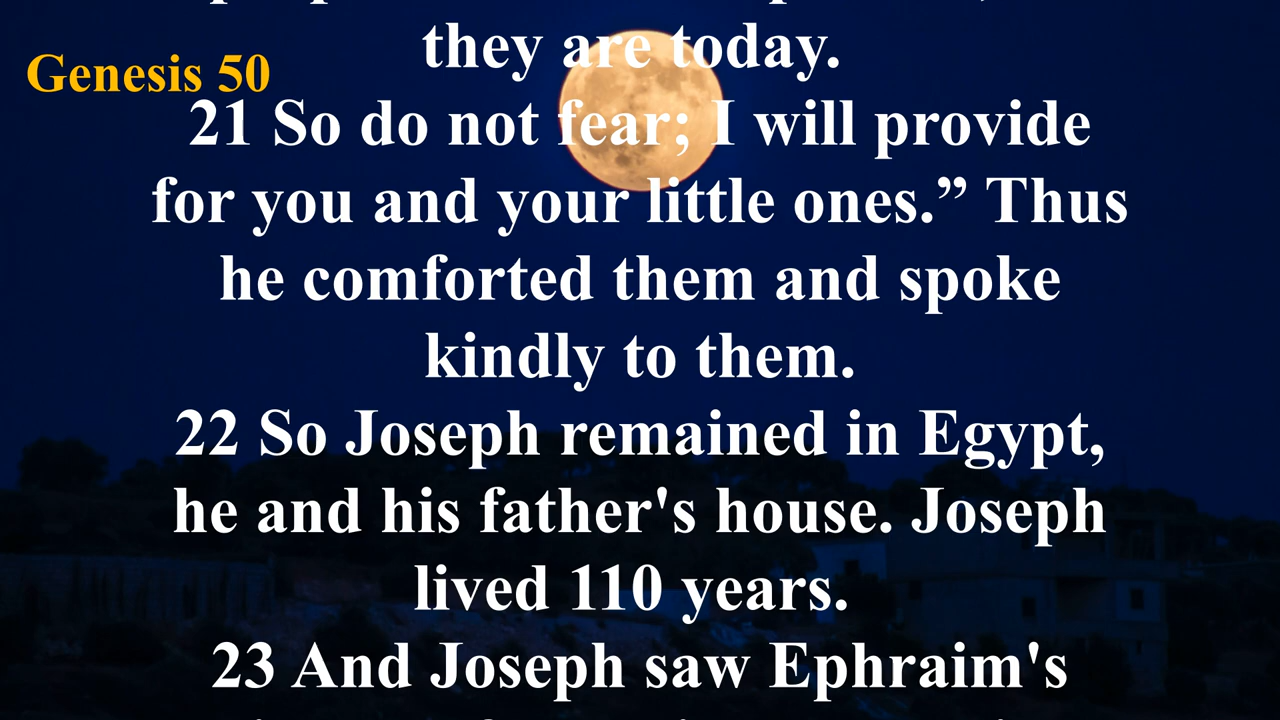 they are today.
Genesis 50
21 So do not fear; I will provide
for you and your little ones.” Thus
he comforted them and spoke
kindly to them.
22 So Joseph remained in Egypt,
he and his father's house. Joseph
lived 110 years.
23 And Joseph saw Ephraim's